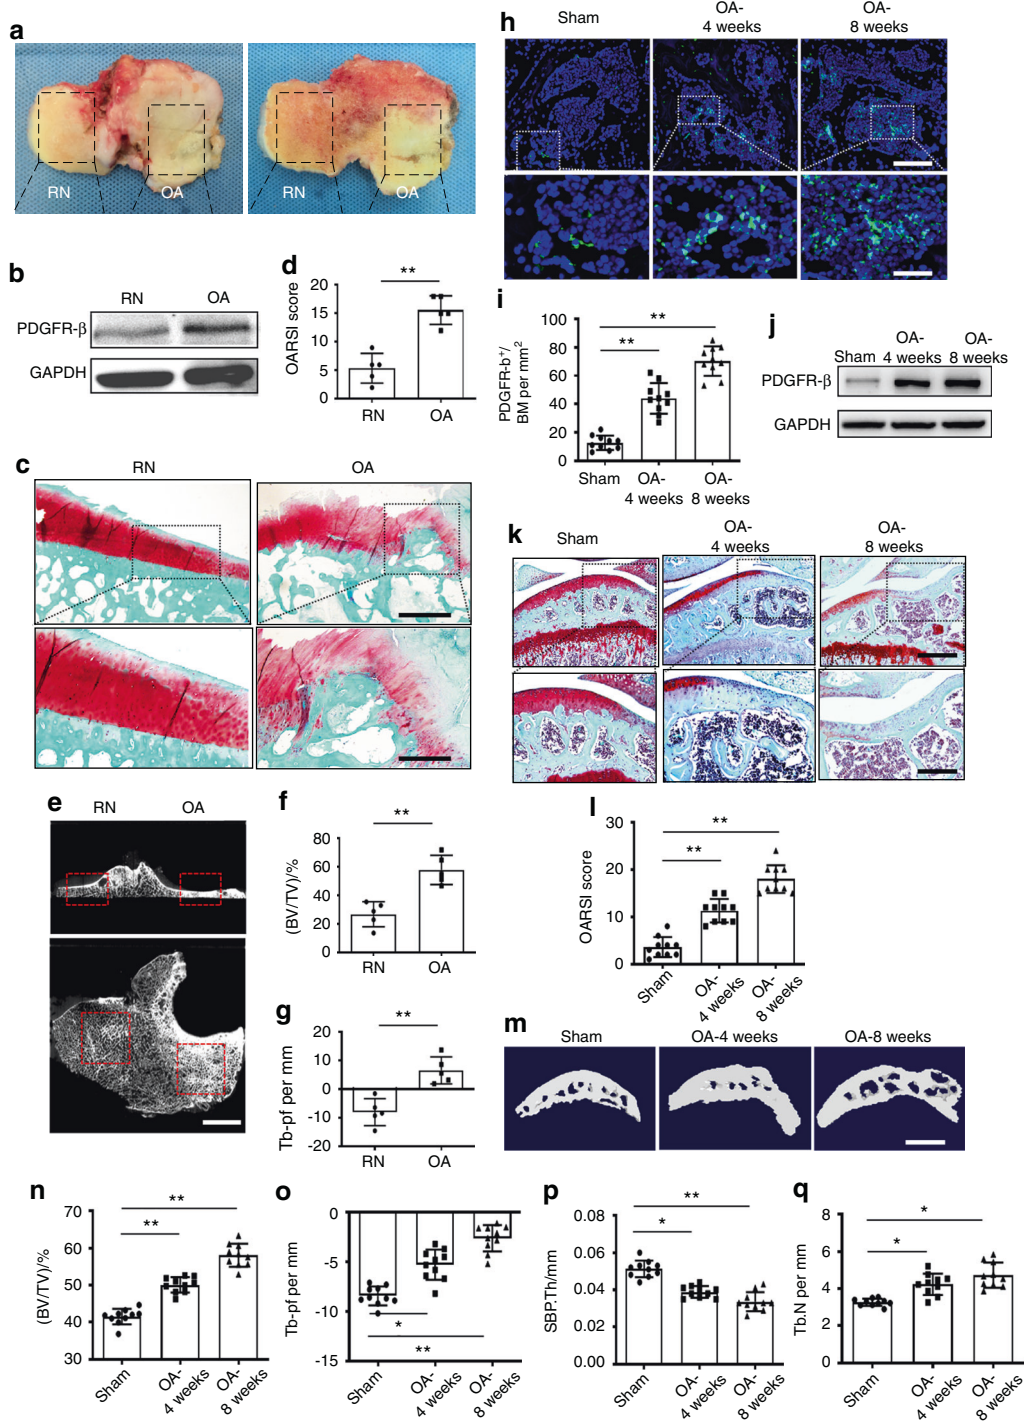 a
RN
OA
RN
OA
b
RN
OA
PDGFR-β
GAPDH
d
**
OARSI score
20
15
10
5
0
RN
OA
c
RN
OA
e
RN
OA
f
**
(BV/TV)/%
80
60
40
20
0
RN
OA
g
**
Tb-pf per mm
20
10
0
-10
-20
RN
OA
h
Sham
OA-
4 weeks
OA-
8 weeks
i
**
**
PDGFR-b+/
BM per mm²
100
80
60
40
20
0
Sham
OA-
4 weeks
OA-
8 weeks
j
Sham
OA-
4 weeks
OA-
8 weeks
PDGFR-β
GAPDH
k
Sham
OA-
4 weeks
OA-
8 weeks
l
**
**
OARSI score
30
20
10
0
Sham
OA-
4 weeks
OA-
8 weeks
m
Sham
OA-4 weeks
OA-8 weeks
n
**
**
(BV/TV)/%
70
60
50
40
30
Sham
OA-
4 weeks
OA-
8 weeks
o
Tb-pf per mm
0
-5
-10
-15
*
**
Sham
OA-
4 weeks
OA-
8 weeks
p
**
*
SBP.Th/mm
0.08
0.06
0.04
0.02
0.00
Sham
OA-
4 weeks
OA-
8 weeks
q
*
*
Tb.N per mm
8
6
4
2
0
Sham
OA-
4 weeks
OA-
8 weeks